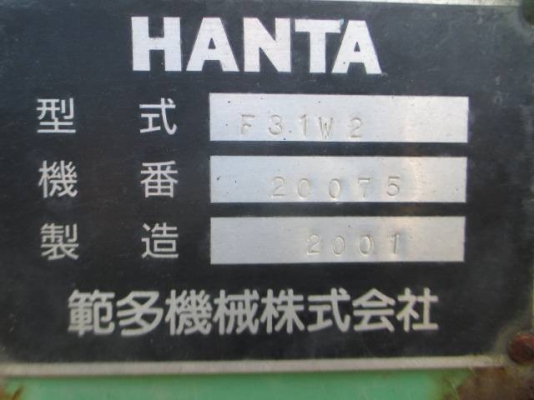 HANTA
型式 F31W2
機番 20075
製造 2001
範多機械株式会社